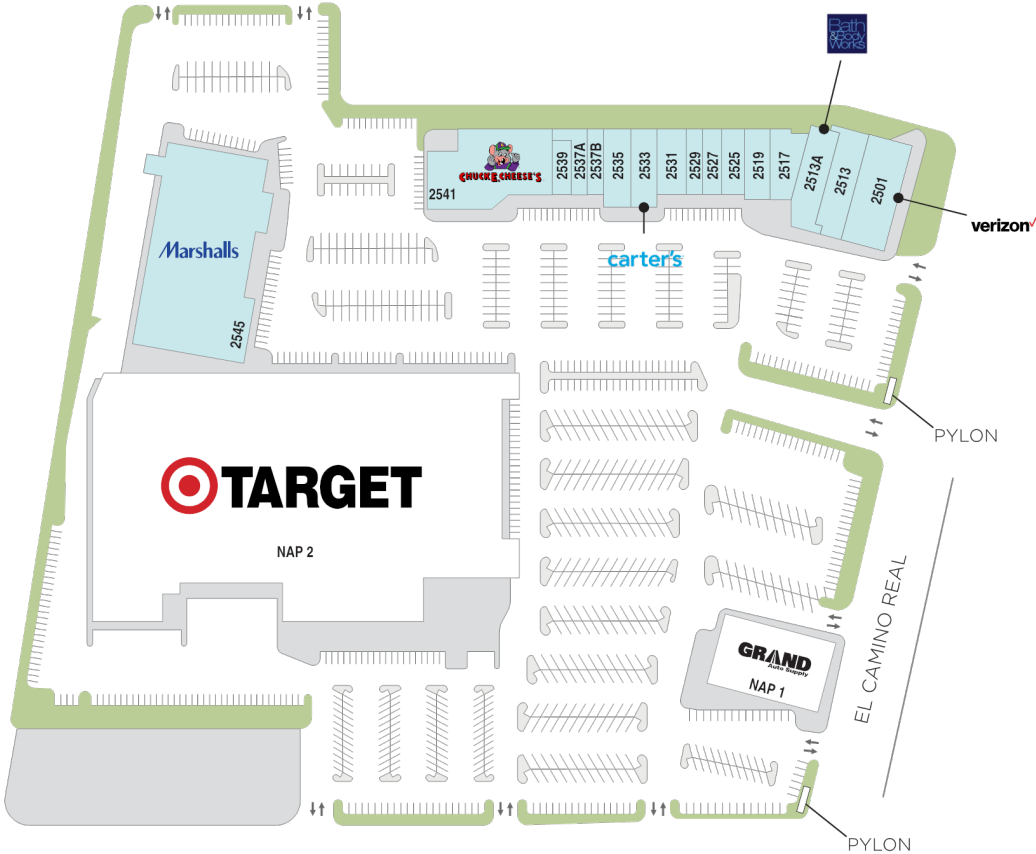 Bath
&Body
Works
CHUCK E. CHEESE'S
2541
2539
2537A
2537B
2535
2533
2531
2529
2527
2525
2519
2517
2513A
2513
2501
verizon
carter's
Marshalls
2545
PYLON
TARGET
NAP 2
EL CAMINO REAL
GRAND
Auto Supply
NAP 1
PYLON